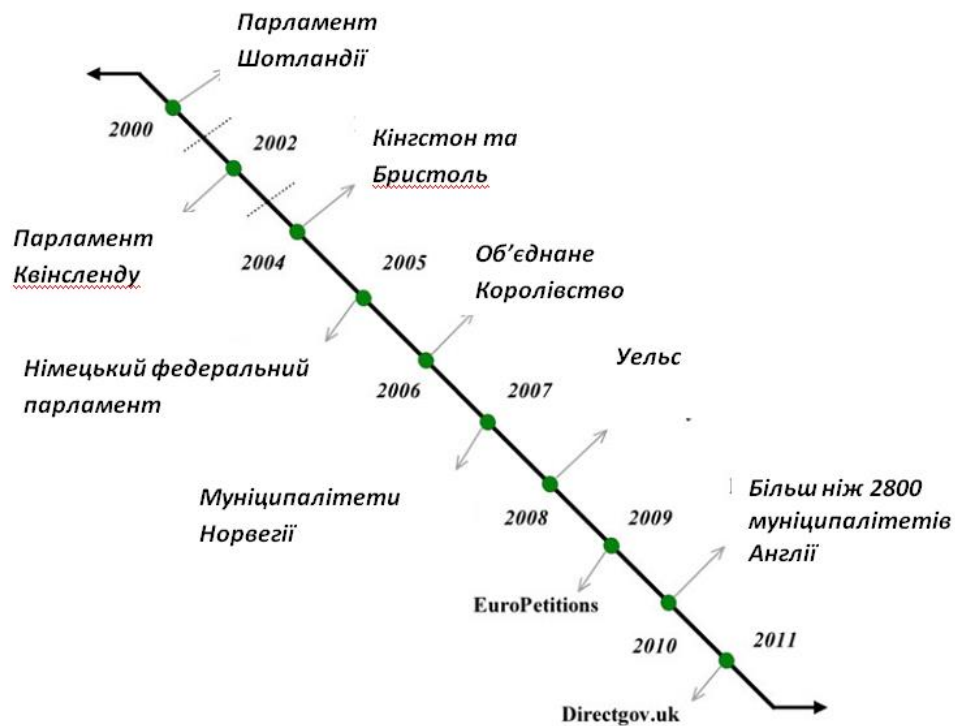 Парламент
Шотландії
2000
2002
Кінгстон та
Бристоль
Парламент
Квінсленду
2004
2005
Об’єднане
Королівство
Німецький федеральний
парламент
2006
2007
Уельс
Муніципалітети
Норвегії
2008
2009
Більш ніж 2800
муніципалітетів
Англії
EuroPetitions
2010
2011
Directgov.uk